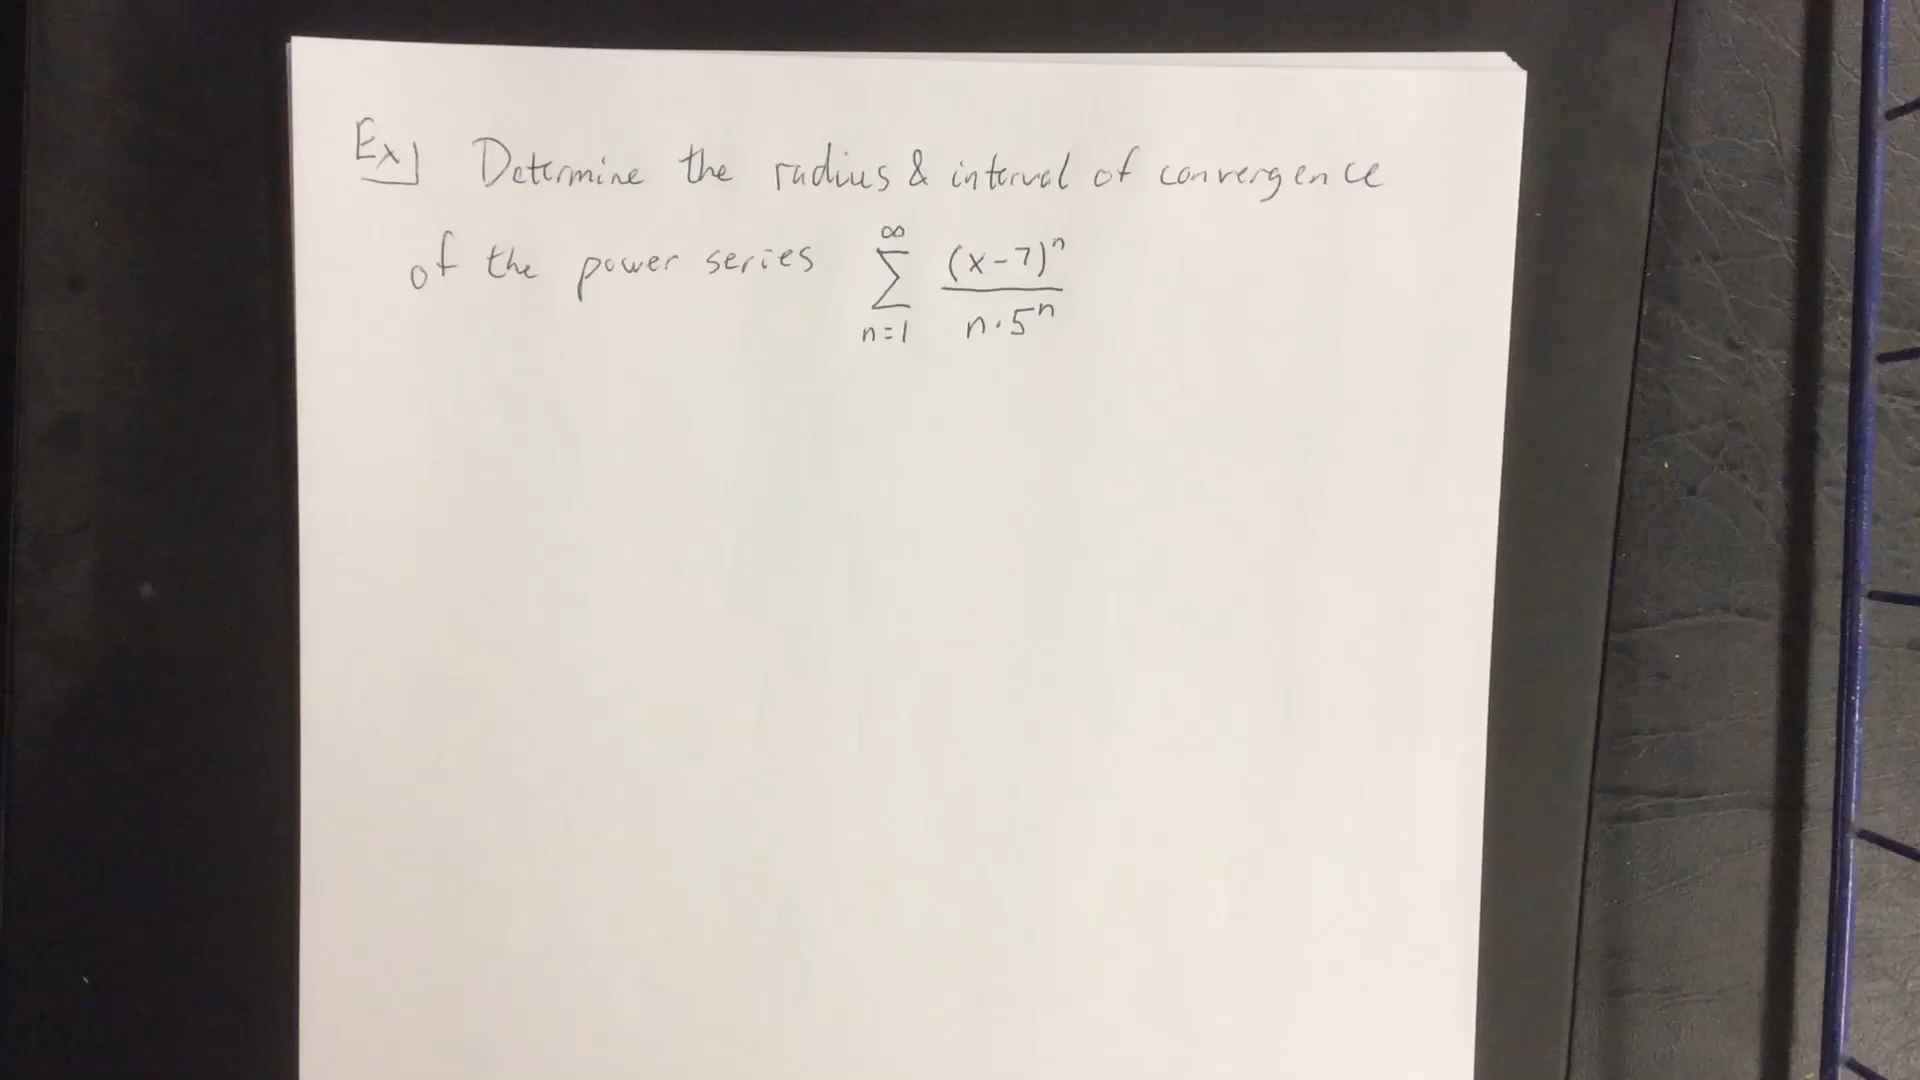 Ex] Determine the radius & interval of convergence
of the power series ∞ ∑ n=1 (x-7)^n / n·5^n